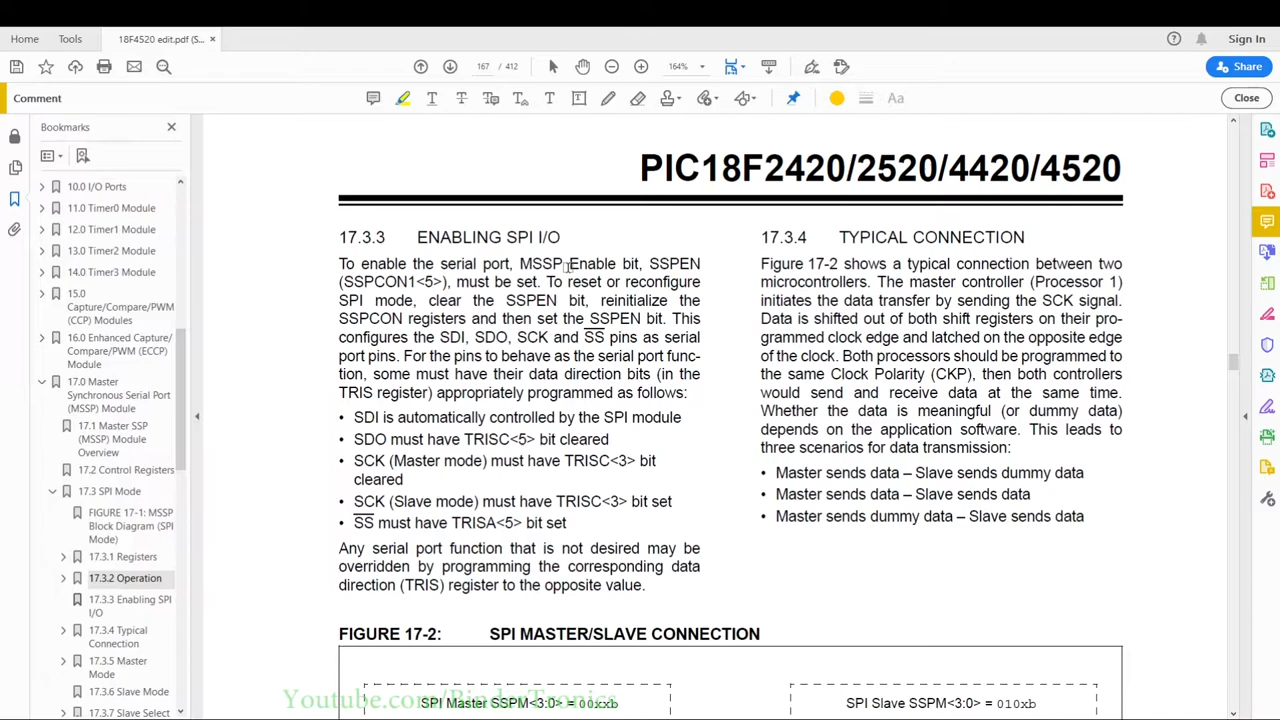 Home
Tools
18F4520 edit.pdf (S...
Sign In
167 / 412
164%
Share
Comment
Aa
Close
Bookmarks
10.0 I/O Ports
11.0 Timer0 Module
12.0 Timer1 Module
13.0 Timer2 Module
14.0 Timer3 Module
15.0
Capture/Compare/PWM
(CCP) Modules
16.0 Enhanced Capture/
Compare/PWM (ECCP)
Module
17.0 Master
Synchronous Serial Port
(MSSP) Module
17.1 Master SSP
(MSSP) Module
Overview
17.2 Control Registers
17.3 SPI Mode
FIGURE 17-1: MSSP
Block Diagram (SPI
Mode)
17.3.1 Registers
17.3.2 Operation
17.3.3 Enabling SPI
I/O
17.3.4 Typical
Connection
17.3.5 Master
Mode
17.3.6 Slave Mode
17.3.7 Slave Select
PIC18F2420/2520/4420/4520
17.3.3 ENABLING SPI I/O
To enable the serial port, MSSP Enable bit, SSPEN
(SSPCON1<5>), must be set. To reset or reconfigure
SPI mode, clear the SSPEN bit, reinitialize the
SSPCON registers and then set the SSPEN bit. This
configures the SDI, SDO, SCK and SS pins as serial
port pins. For the pins to behave as the serial port func-
tion, some must have their data direction bits (in the
TRIS register) appropriately programmed as follows:
• SDI is automatically controlled by the SPI module
• SDO must have TRISC<5> bit cleared
• SCK (Master mode) must have TRISC<3> bit
cleared
• SCK (Slave mode) must have TRISC<3> bit set
• SS must have TRISA<5> bit set
Any serial port function that is not desired may be
overridden by programming the corresponding data
direction (TRIS) register to the opposite value.
17.3.4 TYPICAL CONNECTION
Figure 17-2 shows a typical connection between two
microcontrollers. The master controller (Processor 1)
initiates the data transfer by sending the SCK signal.
Data is shifted out of both shift registers on their pro-
grammed clock edge and latched on the opposite edge
of the clock. Both processors should be programmed to
the same Clock Polarity (CKP), then both controllers
would send and receive data at the same time.
Whether the data is meaningful (or dummy data)
depends on the application software. This leads to
three scenarios for data transmission:
• Master sends data – Slave sends dummy data
• Master sends data – Slave sends data
• Master sends dummy data – Slave sends data
FIGURE 17-2: SPI MASTER/SLAVE CONNECTION
SPI Master SSPM<3:0> = 00xxb
SPI Slave SSPM<3:0> = 010xb
Youtube.com/BinderTronics